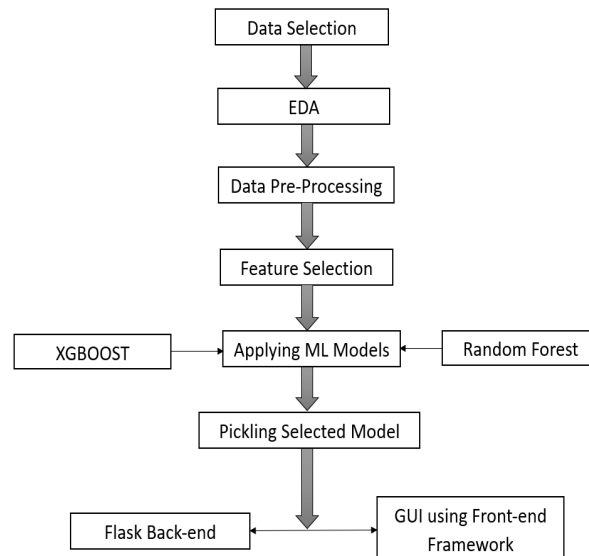 Data Selection
EDA
Data Pre-Processing
Feature Selection
XGBOOST
Applying ML Models
Random Forest
Pickling Selected Model
Flask Back-end
GUI using Front-end
Framework